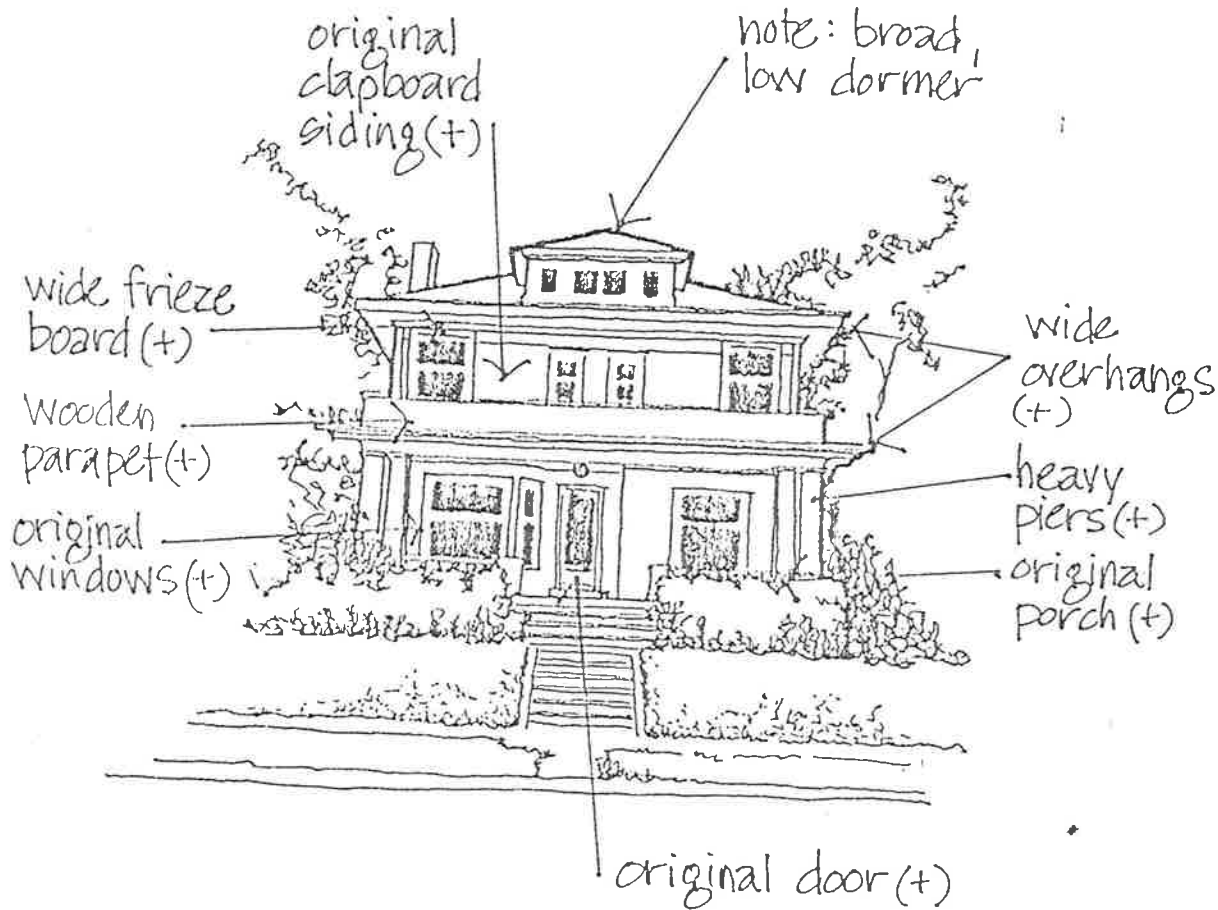 original
clapboard
siding (+)
note: broad,
low dormer
wide frieze
board (+)
wooden
parapet (+)
original
windows (+)
wide
overhangs
(+)
heavy
piers (+)
original
porch (+)
original door (+)